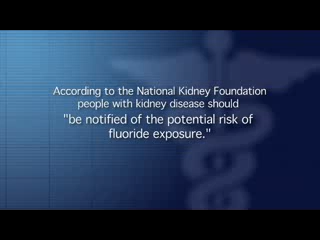 According to the National Kidney Foundation
people with kidney disease should
"be notified of the potential risk of
fluoride exposure."